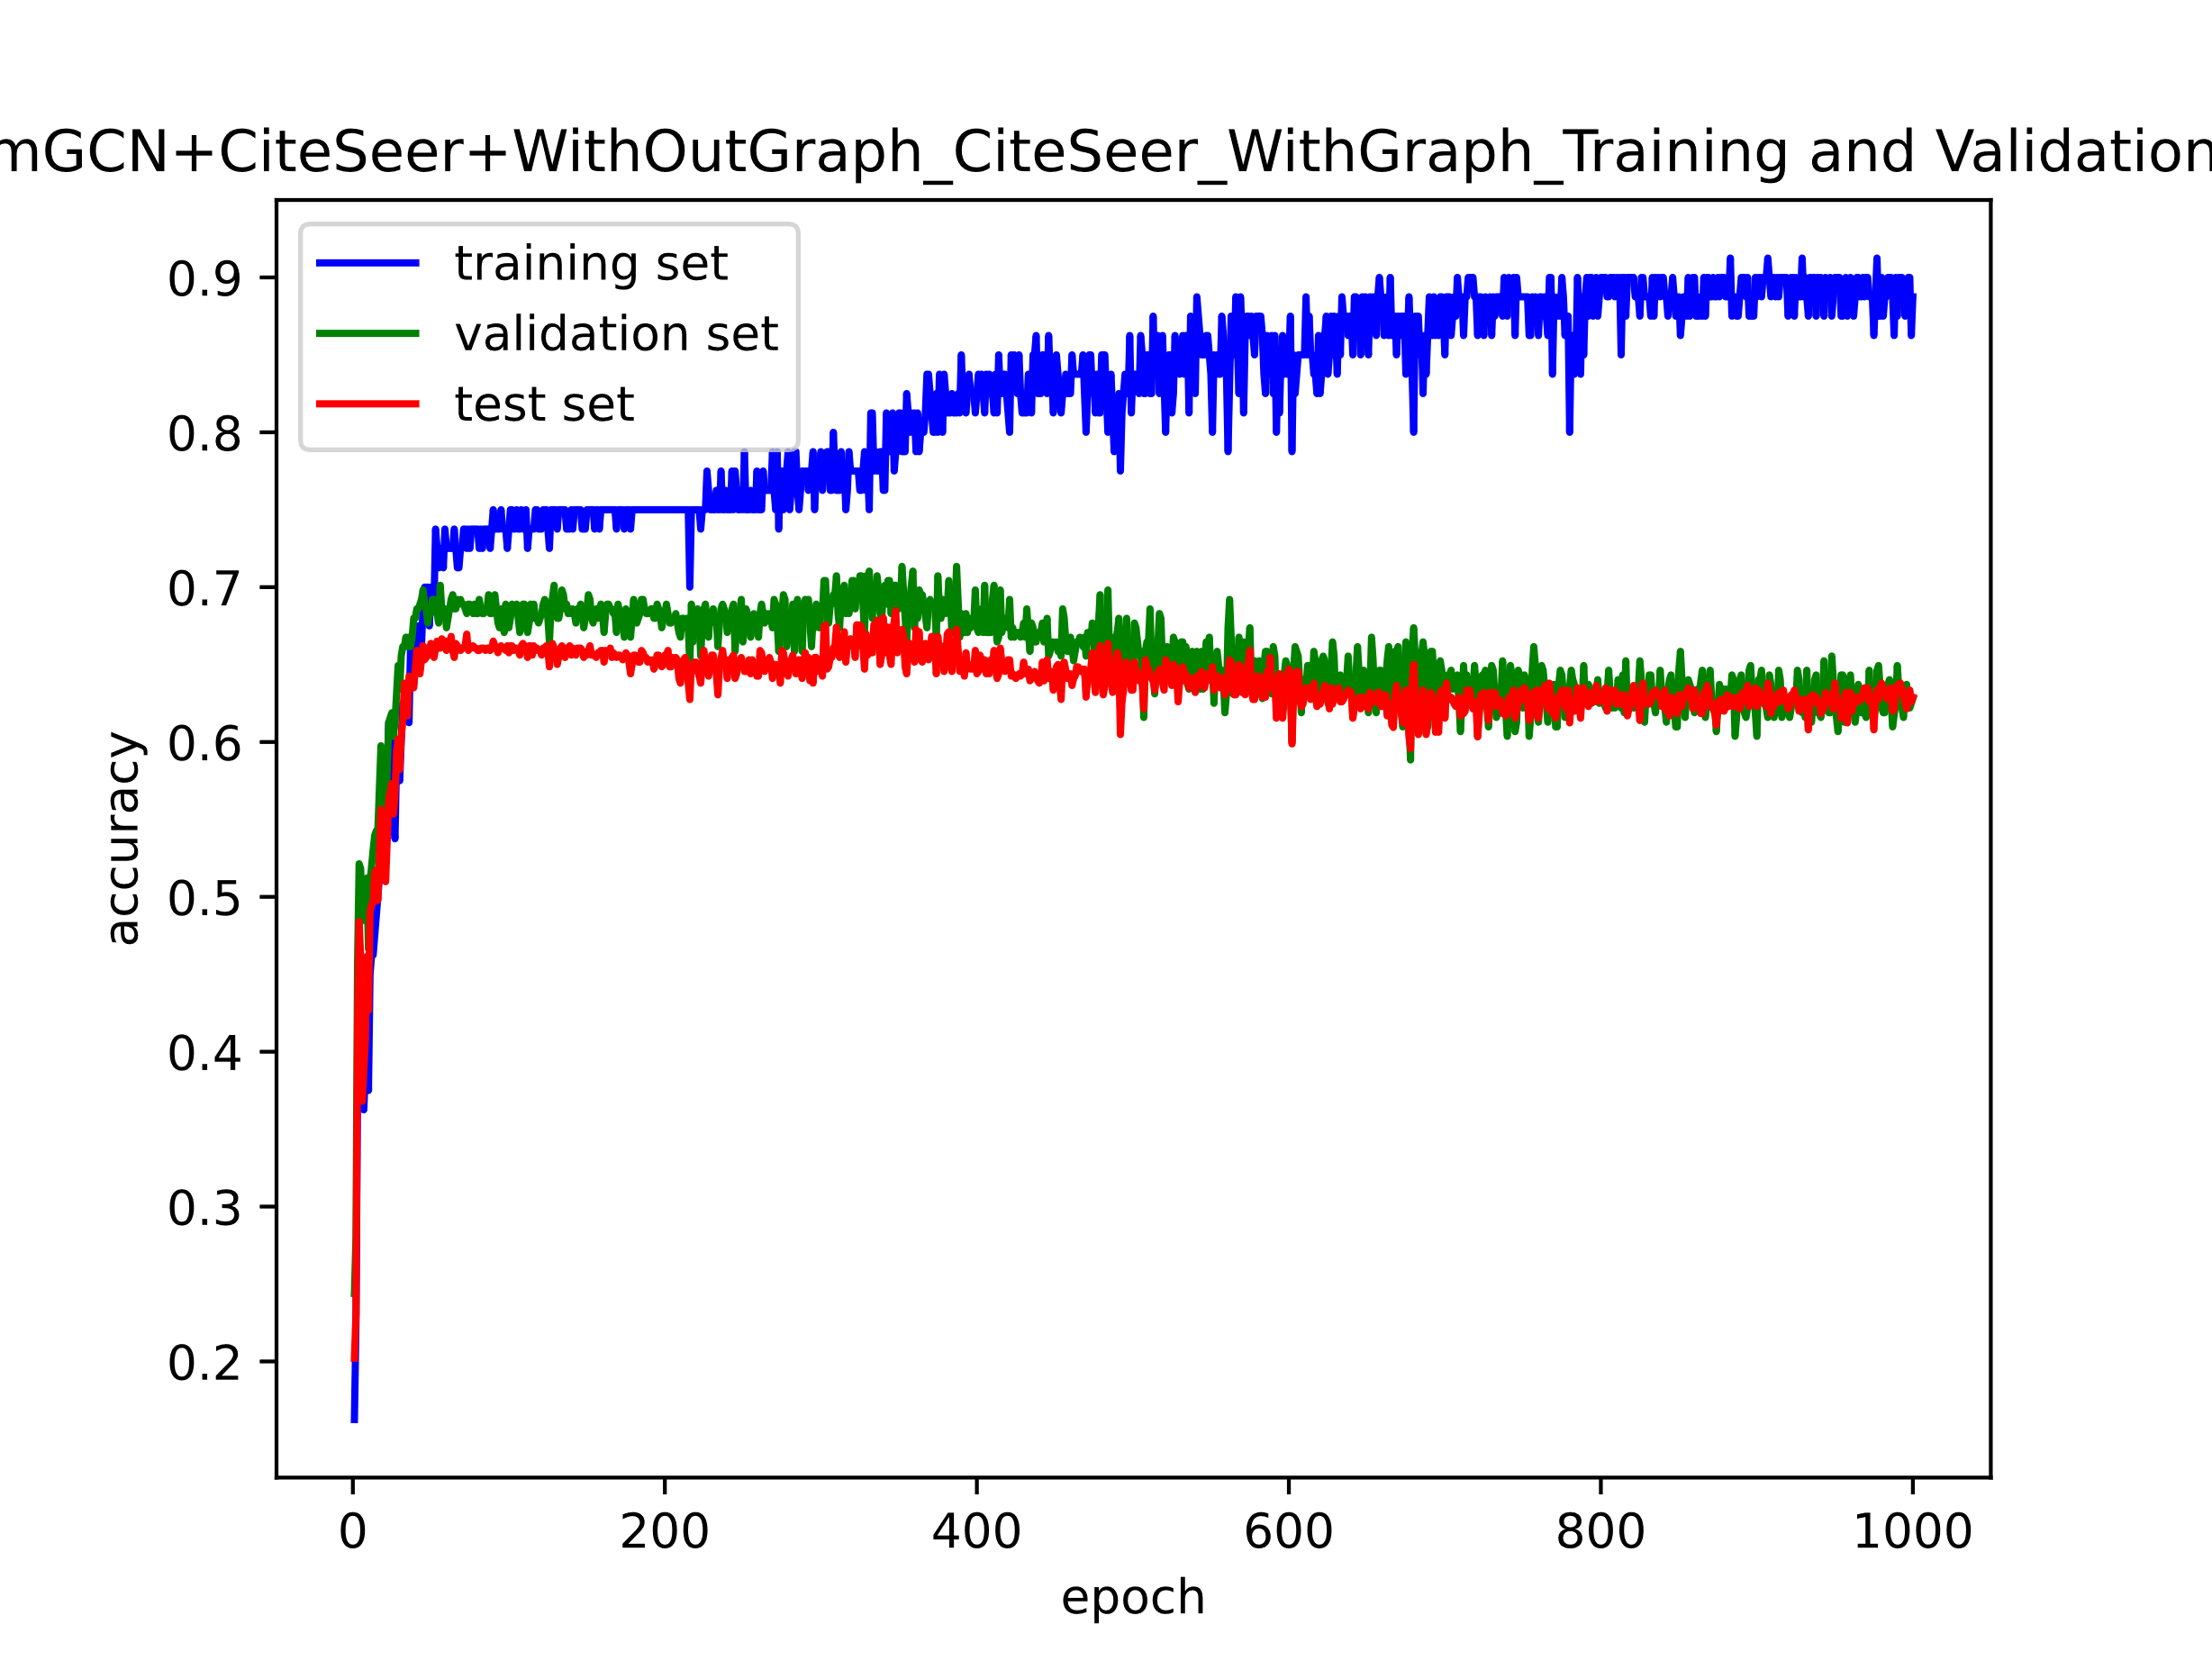 mGCN+CiteSeer+WithOutGraph_CiteSeer_WithGraph_Training and Validation
training set
validation set
test set
0.9
0.8
0.7
0.6
0.5
0.4
0.3
0.2
accuracy
0 200 400 600 800 1000
epoch